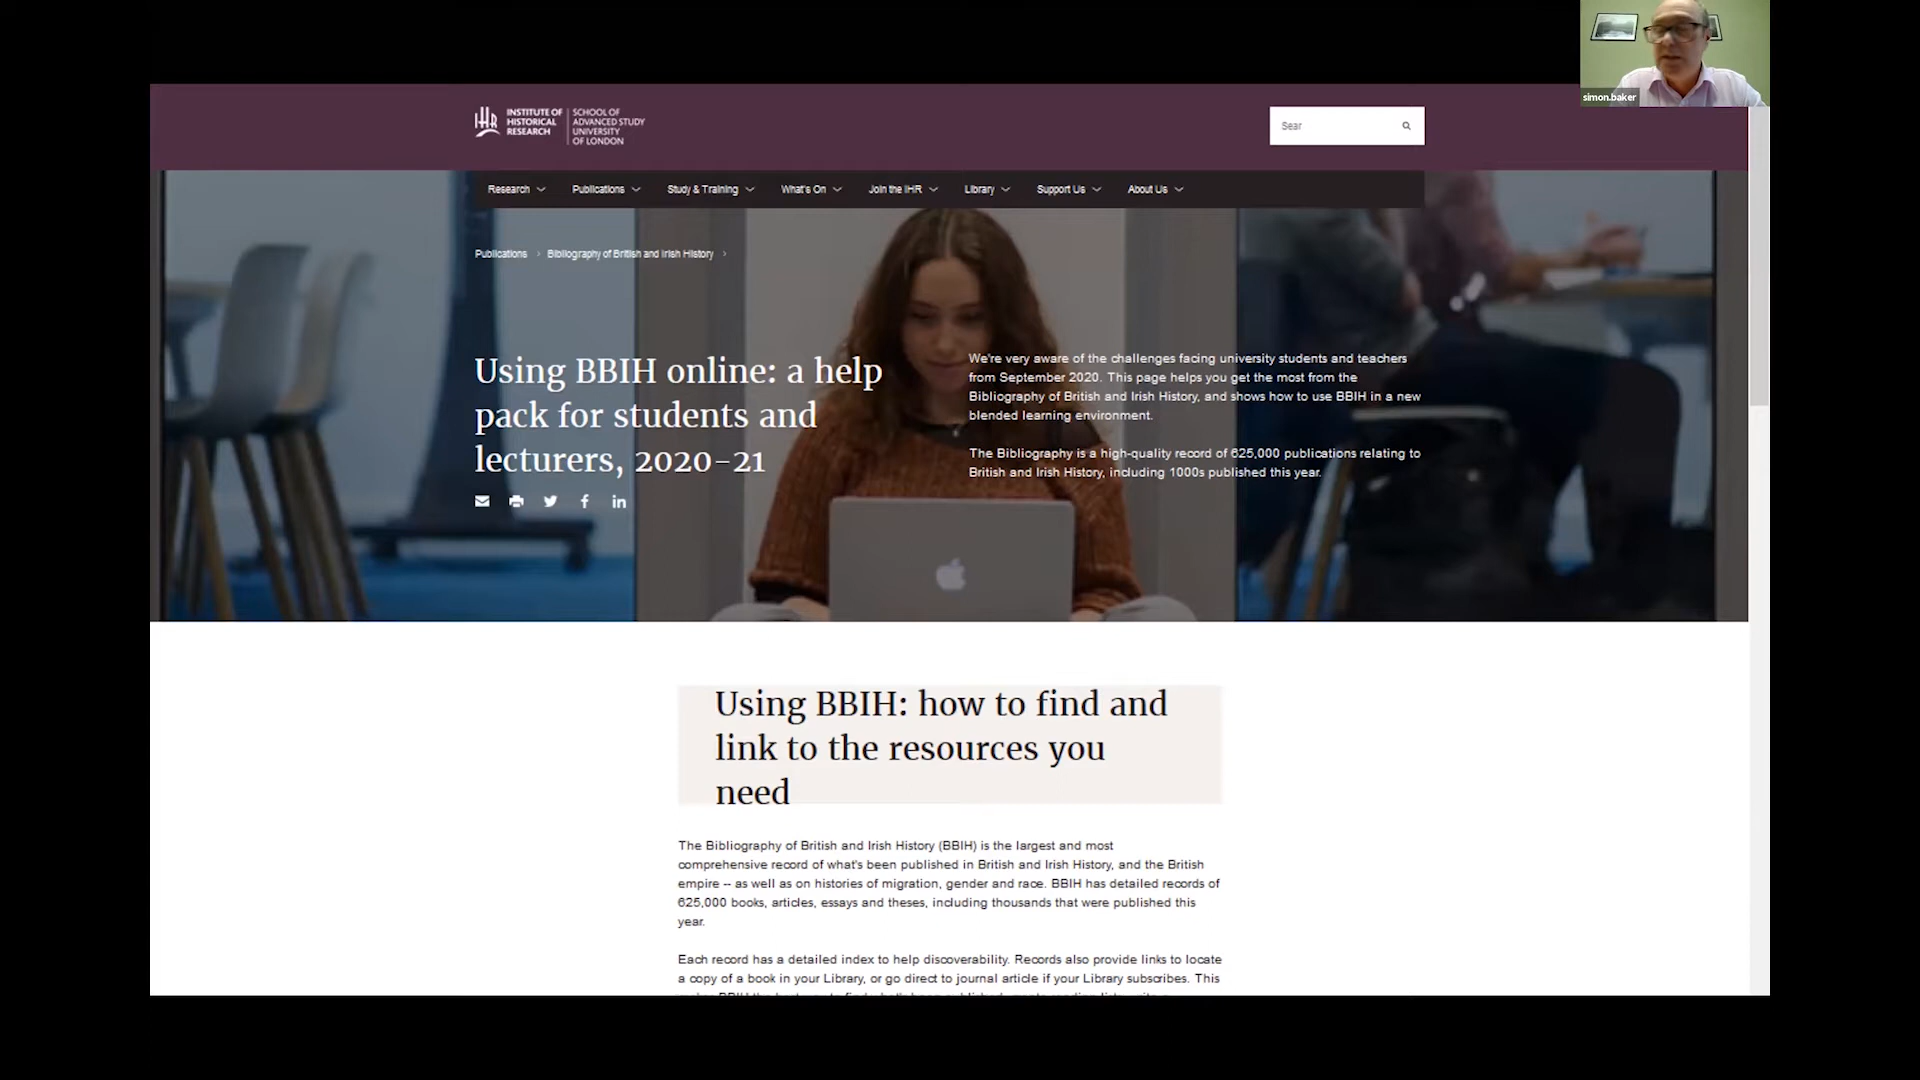 simon.baker
INSTITUTE OF
HISTORICAL
RESEARCH
SCHOOL OF
ADVANCED STUDY
UNIVERSITY
OF LONDON
Sear
Research
Publications
Study & Training
What's On
Join the IHR
Library
Support Us
About Us
Publications
Bibliography of British and Irish History
Using BBIH online: a help
pack for students and
lecturers, 2020-21
We're very aware of the challenges facing university students and teachers
from September 2020. This page helps you get the most from the
Bibliography of British and Irish History, and shows how to use BBIH in a new
blended learning environment.
The Bibliography is a high-quality record of 625,000 publications relating to
British and Irish History, including 1000s published this year.
Using BBIH: how to find and
link to the resources you
need
The Bibliography of British and Irish History (BBIH) is the largest and most
comprehensive record of what's been published in British and Irish History, and the British
empire -- as well as on histories of migration, gender and race. BBIH has detailed records of
625,000 books, articles, essays and theses, including thousands that were published this
year.
Each record has a detailed index to help discoverability. Records also provide links to locate
a copy of a book in your Library, or go direct to journal article if your Library subscribes. This